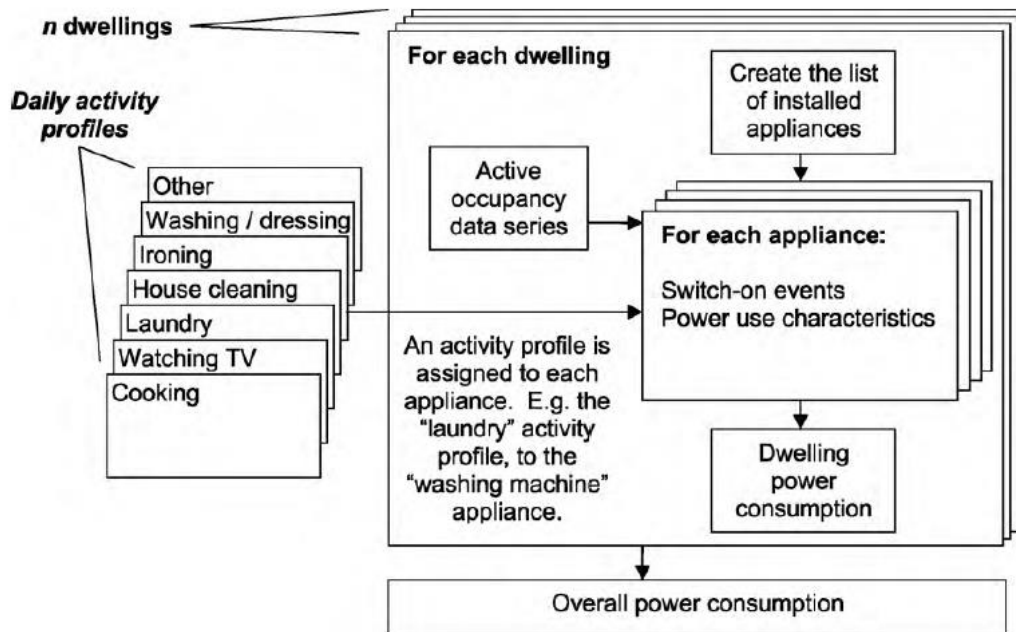 n dwellings
For each dwelling
Create the list
of installed
appliances
Daily activity
profiles
Active
occupancy
data series
Other
Washing / dressing
Ironing
House cleaning
Laundry
Watching TV
Cooking
For each appliance:
Switch-on events
Power use characteristics
An activity profile is
assigned to each
appliance. E.g. the
“laundry” activity
profile, to the
“washing machine”
appliance.
Dwelling
power
consumption
Overall power consumption